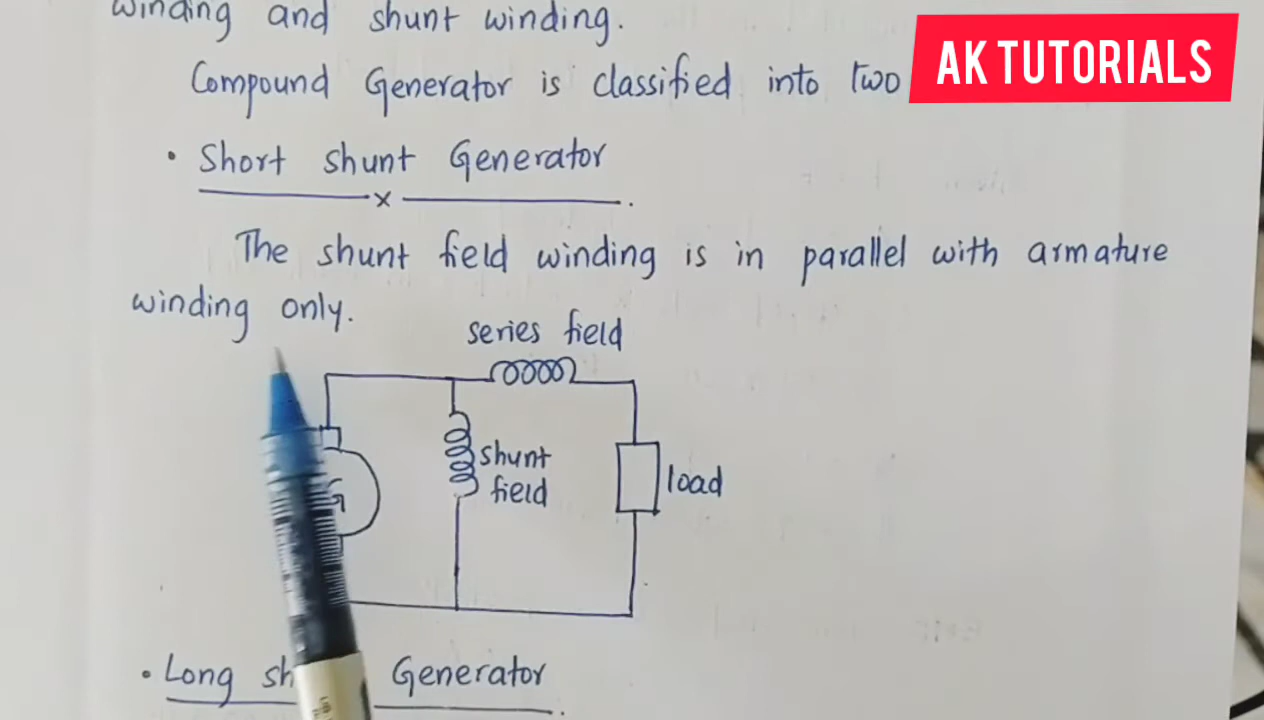 winding and shunt winding.
AK TUTORIALS
Compound Generator is classified into two
• Short shunt Generator
x
The shunt field winding is in parallel with armature
winding only.
series field
shunt
field
G
load
• Long Generator